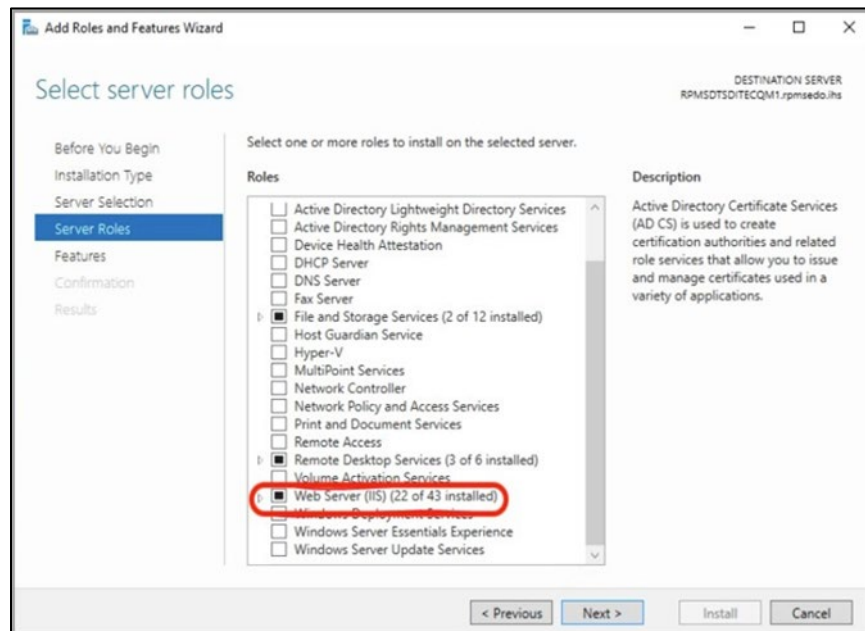 Add Roles and Features Wizard
Select server roles
DESTINATION SERVER
RPMSDTSDITECQM1.rpmsedo.ihs
Before You Begin
Installation Type
Server Selection
Server Roles
Features
Confirmation
Results
Select one or more roles to install on the selected server.
Roles
Active Directory Lightweight Directory Services
Active Directory Rights Management Services
Device Health Attestation
DHCP Server
DNS Server
Fax Server
File and Storage Services (2 of 12 installed)
Host Guardian Service
Hyper-V
MultiPoint Services
Network Controller
Network Policy and Access Services
Print and Document Services
Remote Access
Remote Desktop Services (3 of 6 installed)
Volume Activation Services
Web Server (IIS) (22 of 43 installed)
Windows Deployment Services
Windows Server Essentials Experience
Windows Server Update Services
Description
Active Directory Certificate Services
(AD CS) is used to create
certification authorities and related
role services that allow you to issue
and manage certificates used in a
variety of applications.
< Previous
Next >
Install
Cancel